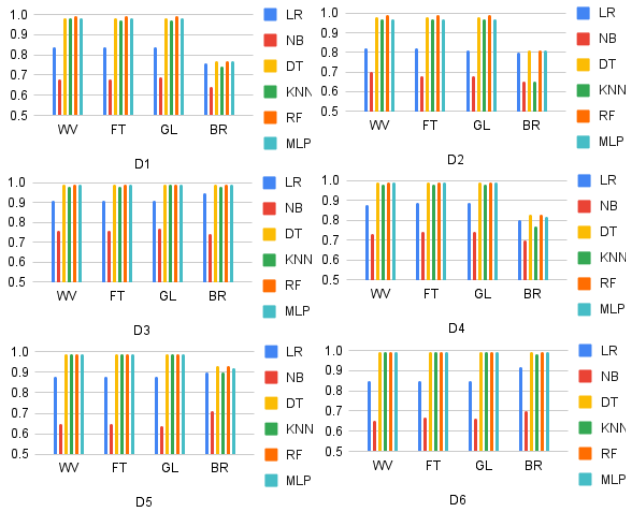 1.0
0.9
0.8
0.7
0.6
0.5
WV FT GL BR
D1
LR
NB
DT
KNN
RF
MLP
1.0
0.9
0.8
0.7
0.6
0.5
WV FT GL BR
D2
LR
NB
DT
KNN
RF
MLP
1.0
0.9
0.8
0.7
0.6
0.5
WV FT GL BR
D3
LR
NB
DT
KNN
RF
MLP
1.0
0.9
0.8
0.7
0.6
0.5
WV FT GL BR
D4
LR
NB
DT
KNN
RF
MLP
1.0
0.9
0.8
0.7
0.6
0.5
WV FT GL BR
D5
LR
NB
DT
KNN
RF
MLP
1.0
0.9
0.8
0.7
0.6
0.5
WV FT GL BR
D6
LR
NB
DT
KNN
RF
MLP